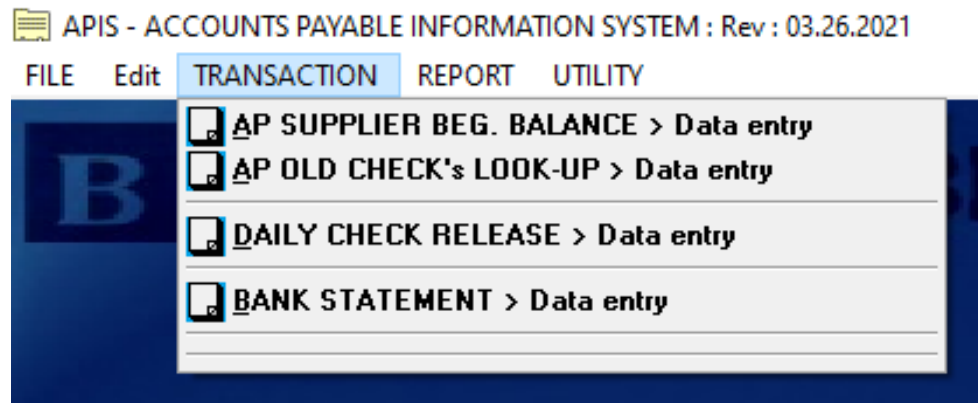 APIS - ACCOUNTS PAYABLE INFORMATION SYSTEM : Rev : 03.26.2021
FILE Edit TRANSACTION REPORT UTILITY
AP SUPPLIER BEG. BALANCE > Data entry
AP OLD CHECK's LOOK-UP > Data entry
DAILY CHECK RELEASE > Data entry
BANK STATEMENT > Data entry
B